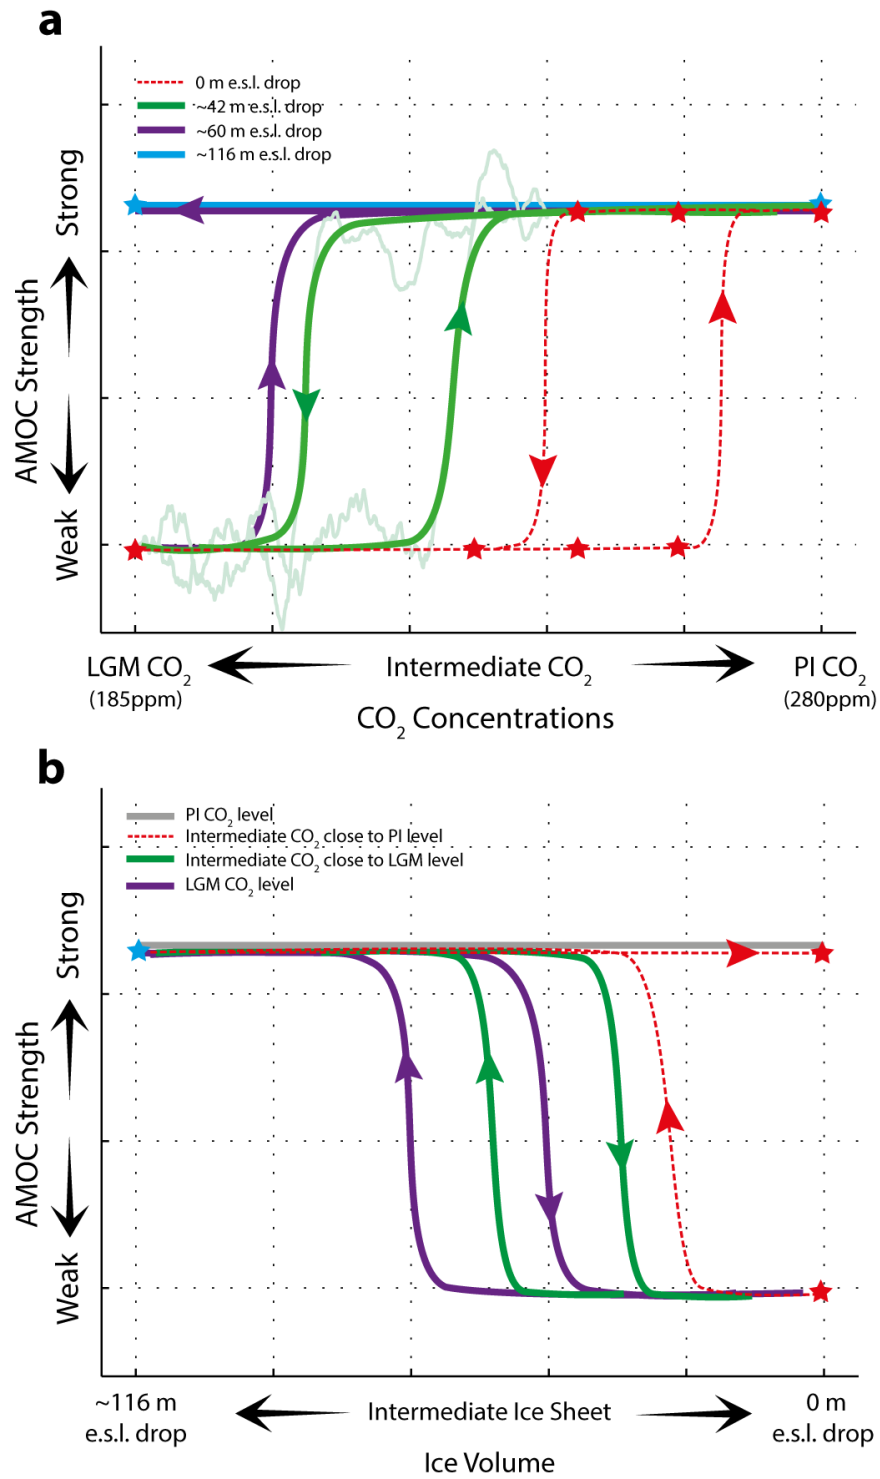 a
0 m e.s.l. drop
~42 m e.s.l. drop
~60 m e.s.l. drop
~116 m e.s.l. drop
Strong
AMOC Strength
Weak
LGM CO₂
(185ppm)
Intermediate CO₂
PI CO₂
(280ppm)
CO₂ Concentrations
b
PI CO₂ level
Intermediate CO₂ close to PI level
Intermediate CO₂ close to LGM level
LGM CO₂ level
Strong
AMOC Strength
Weak
~116 m
e.s.l. drop
Intermediate Ice Sheet
0 m
e.s.l. drop
Ice Volume